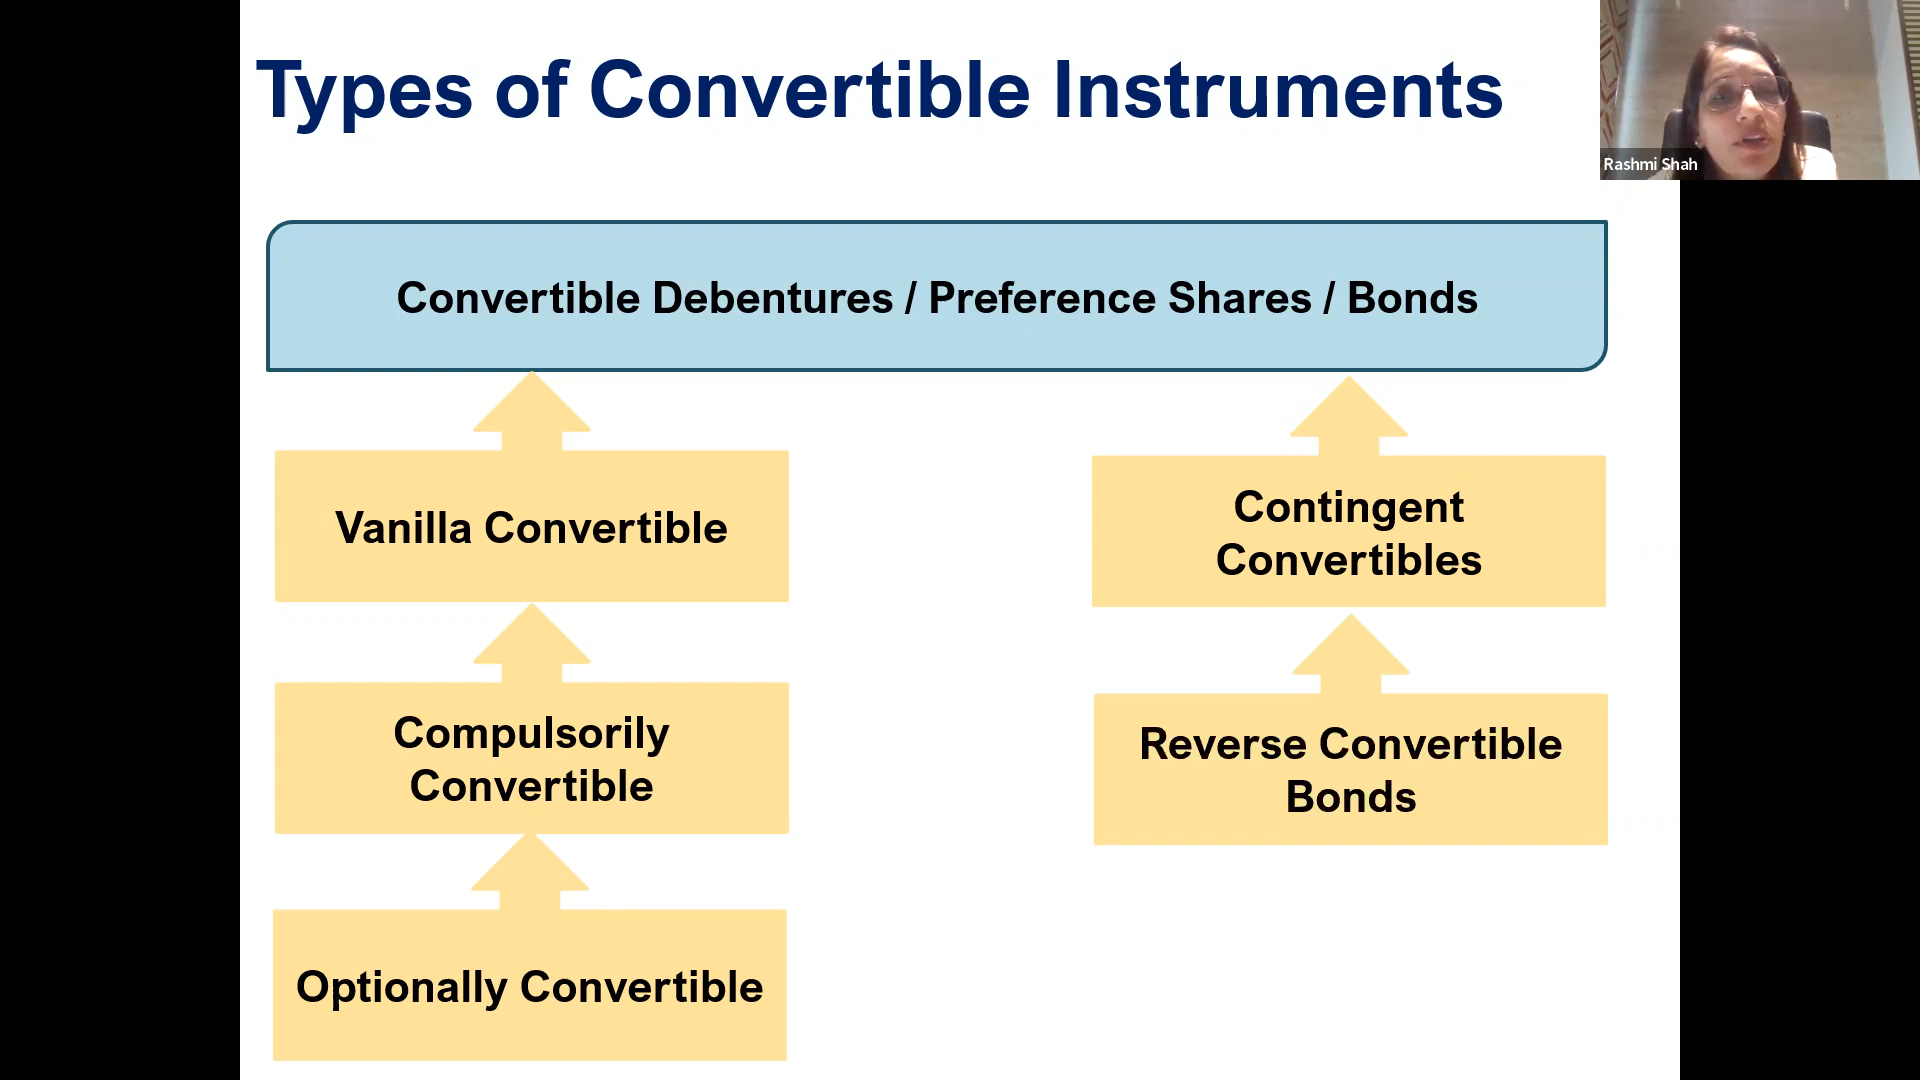 Types of Convertible Instruments
Rashmi Shah
Convertible Debentures / Preference Shares / Bonds
Vanilla Convertible
Contingent
Convertibles
Compulsorily
Convertible
Reverse Convertible
Bonds
Optionally Convertible